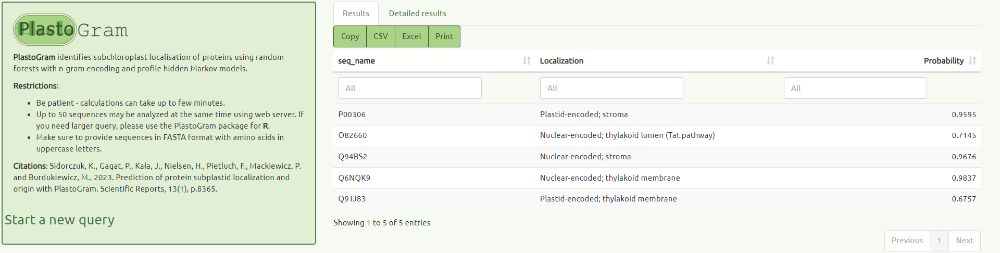 PlastoGram
PlastoGram identifies subchloroplast localisation of proteins using random
forests with n-gram encoding and profile hidden Markov models.
Restrictions:
• Be patient - calculations can take up to few minutes.
• Up to 50 sequences may be analyzed at the same time using web server. If
you need larger query, please use the PlastoGram package for R.
• Make sure to provide sequences in FASTA format with amino acids in
uppercase letters.
Citations: Sidorczuk, K., Gagat, P., Kała, J., Nielsen, H., Pietluch, F., Mackiewicz, P.
and Burdukiewicz, M., 2023. Prediction of protein subplastid localization and
origin with PlastoGram. Scientific Reports, 13(1), p.8365.
Start a new query
Results Detailed results
Copy CSV Excel Print
seq_name Localization Probability
All All All
P00306 Plastid-encoded; stroma 0.9595
O82660 Nuclear-encoded; thylakoid lumen (Tat pathway) 0.7145
Q94BS2 Nuclear-encoded; stroma 0.9676
Q6NQK9 Nuclear-encoded; thylakoid membrane 0.9837
Q9TJ83 Plastid-encoded; thylakoid membrane 0.6757
Showing 1 to 5 of 5 entries
Previous 1 Next